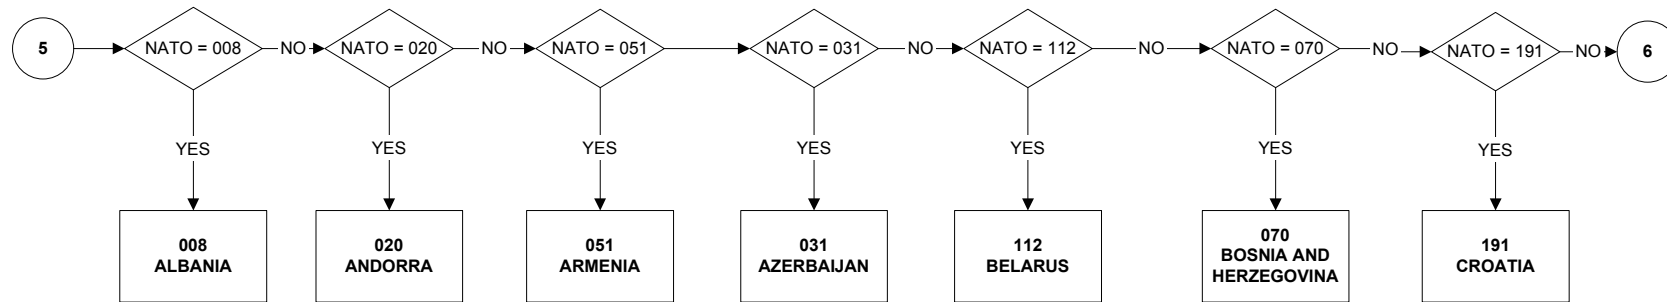 5
NATO = 008
NO
NATO = 020
NO
NATO = 051
NATO = 031
NO
NATO = 112
NO
NATO = 070
NO
NATO = 191
NO
6
YES
YES
YES
YES
YES
YES
YES
008
ALBANIA
020
ANDORRA
051
ARMENIA
031
AZERBAIJAN
112
BELARUS
070
BOSNIA AND
HERZEGOVINA
191
CROATIA